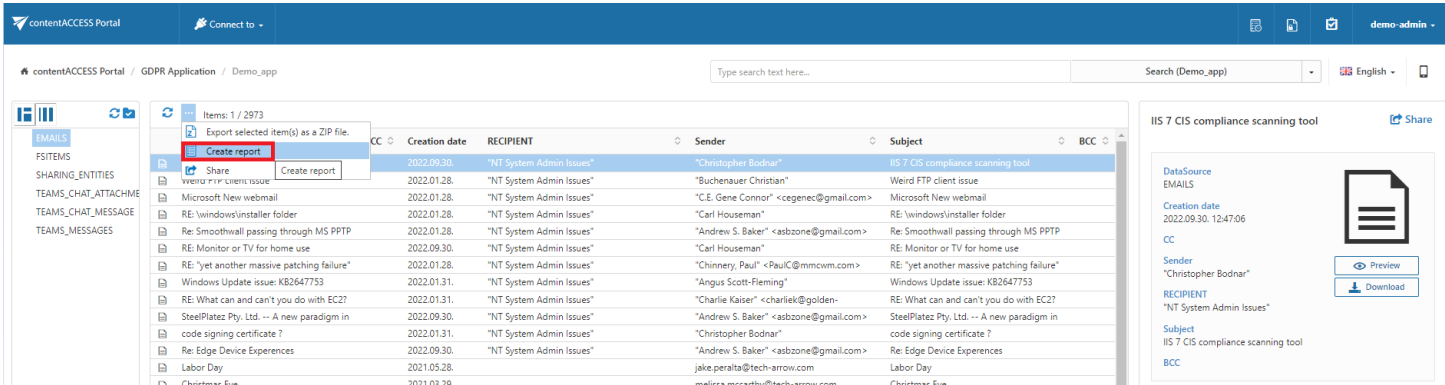 contentACCESS Portal
Connect to
demo-admin
contentACCESS Portal / GDPR Application / Demo_app
Type search text here...
Search (Demo_app)
English
EMAILS
FSITEMS
SHARING_ENTITIES
TEAMS_CHAT_ATTACHME
TEAMS_CHAT_MESSAGE
TEAMS_MESSAGES
... Items: 1 / 2973
Export selected item(s) as a ZIP file.
Create report
Share
Create report
CC Creation date RECIPIENT Sender Subject BCC
2022.09.30. "NT System Admin Issues" "Christopher Bodnar" IIS 7 CIS compliance scanning tool
Weird FTP client issue 2022.01.28. "NT System Admin Issues" "Buchenauer Christian" Weird FTP client issue
Microsoft New webmail 2022.01.28. "NT System Admin Issues" "C.E. Gene Connor" <cegenec@gmail.com> Microsoft New webmail
RE: \windows\installer folder 2022.01.28. "NT System Admin Issues" "Carl Houseman" RE: \windows\installer folder
Re: Smoothwall passing through MS PPTP 2022.01.28. "NT System Admin Issues" "Andrew S. Baker" <asbzone@gmail.com> Re: Smoothwall passing through MS PPTP
RE: Monitor or TV for home use 2022.09.30. "NT System Admin Issues" "Carl Houseman" RE: Monitor or TV for home use
RE: "yet another massive patching failure" 2022.01.28. "NT System Admin Issues" "Chinnery, Paul" <PaulC@mmcwm.com> RE: "yet another massive patching failure"
Windows Update issue: KB2647753 2022.01.31. "NT System Admin Issues" "Angus Scott-Fleming" Windows Update issue: KB2647753
RE: What can and can't you do with EC2? 2022.01.31. "NT System Admin Issues" "Charlie Kaiser" <charliek@golden- RE: What can and can't you do with EC2?
SteelPlatez Pty. Ltd. -- A new paradigm in 2022.09.30. "NT System Admin Issues" "Andrew S. Baker" <asbzone@gmail.com> SteelPlatez Pty. Ltd. -- A new paradigm in
code signing certificate ? 2022.01.31. "NT System Admin Issues" "Christopher Bodnar" code signing certificate ?
Re: Edge Device Experences 2022.09.30. "NT System Admin Issues" "Andrew S. Baker" <asbzone@gmail.com> Re: Edge Device Experences
Labor Day 2021.05.28. jake.peralta@tech-arrow.com Labor Day
Christmas Eve 2021.03.29. melissa.mccarthy@tech-arrow.com Christmas Eve
IIS 7 CIS compliance scanning tool
Share
DataSource
EMAILS
Creation date
2022.09.30. 12:47:06
CC
Sender
"Christopher Bodnar"
RECIPIENT
"NT System Admin Issues"
Subject
IIS 7 CIS compliance scanning tool
BCC
Preview
Download